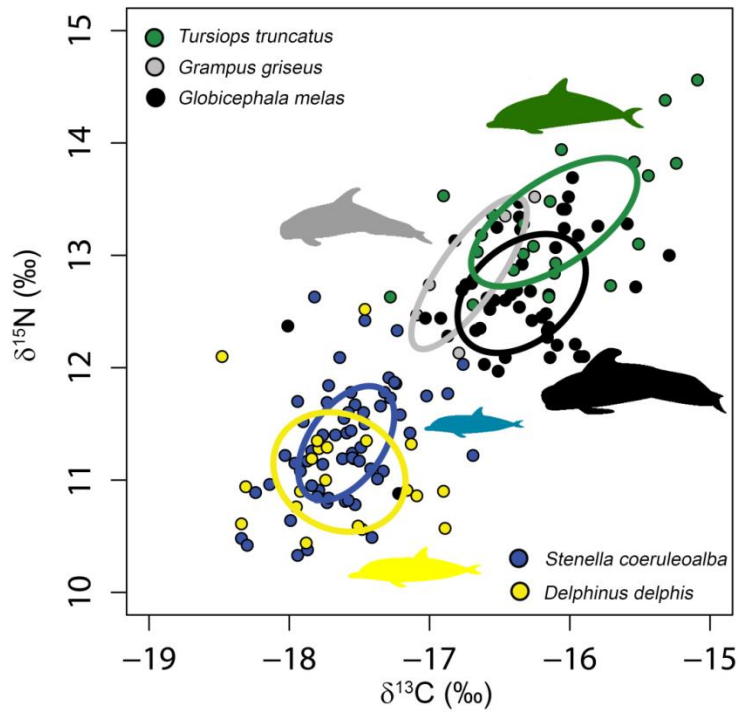 Tursiops truncatus
Grampus griseus
Globicephala melas
15
14
13
12
11
10
δ¹⁵N (‰)
Stenella coeruleoalba
Delphinus delphis
−19 −18 −17 −16 −15
δ¹³C (‰)